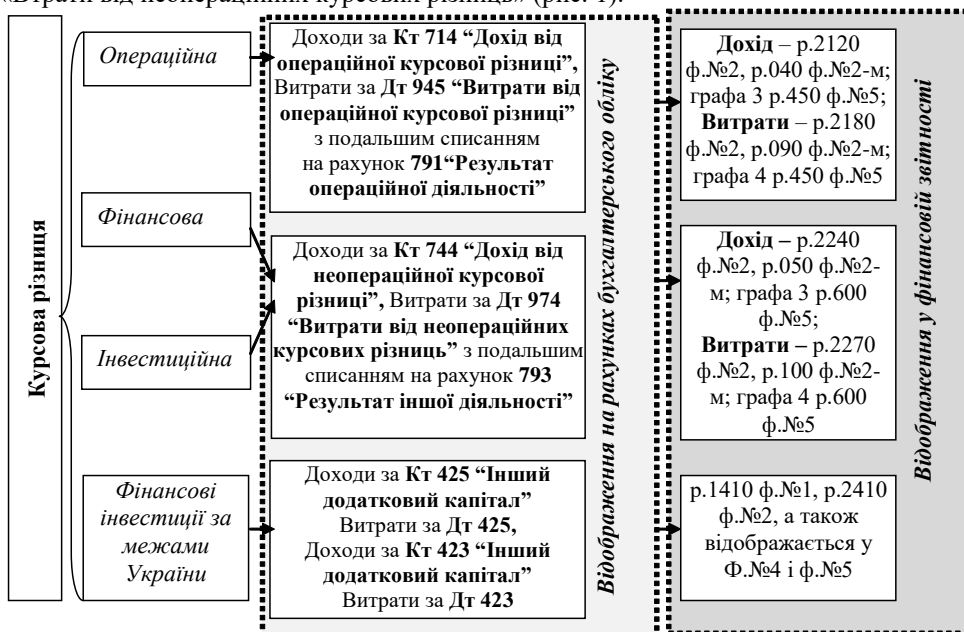 «Втрати від неопераційних курсових різниць» (рис. 1).
Курсова різниця
Операційна
Доходи за Кт 714 “Дохід від
операційної курсової різниці”,
Витрати за Дт 945 “Витрати від
операційної курсової різниці”
з подальшим списанням
на рахунок 791“Результат
операційної діяльності”
Дохід – р.2120
ф.№2, р.040 ф.№2-м;
графа 3 р.450 ф.№5;
Витрати – р.2180
ф.№2, р.090 ф.№2-м;
графа 4 р.450 ф.№5
Фінансова
Інвестиційна
Доходи за Кт 744 “Дохід від
неопераційної курсової
різниці”, Витрати за Дт 974
“Витрати від неопераційних
курсових різниць” з подальшим
списанням на рахунок 793
“Результат іншої діяльності”
Дохід – р.2240
ф.№2, р.050 ф.№2-
м; графа 3 р.600
ф.№5;
Витрати – р.2270
ф.№2, р.100 ф.№2-
м; графа 4 р.600
ф.№5
Фінансові
інвестиції за
межами
України
Доходи за Кт 425 “Інший
додатковий капітал”
Витрати за Дт 425,
Доходи за Кт 423 “Інший
додатковий капітал”
Витрати за Дт 423
р.1410 ф.№1, р.2410
ф.№2, а також
відображається у
Ф.№4 і ф.№5
Відображення на рахунках бухгалтерського обліку
Відображення у фінансовій звітності